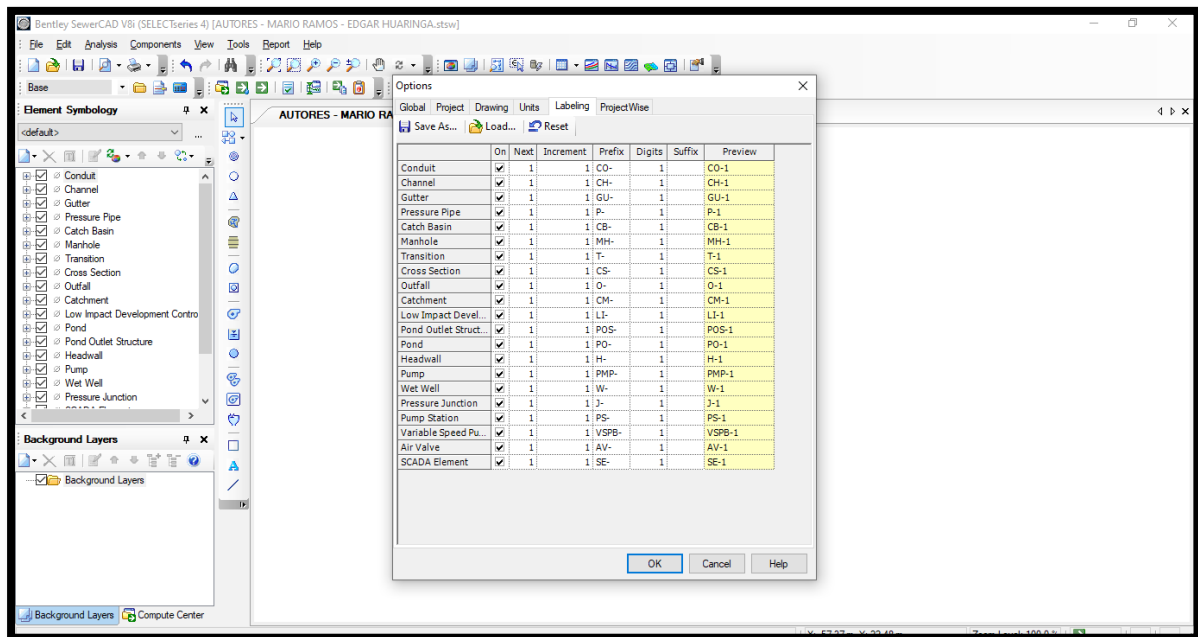 Bentley SewerCAD V8i (SELECTseries 4) [AUTORES - MARIO RAMOS - EDGAR HUARINGA.stsw]
File Edit Analysis Components View Tools Report Help
Base
Element Symbology
<default>
Conduit
Channel
Gutter
Pressure Pipe
Catch Basin
Manhole
Transition
Cross Section
Outfall
Catchment
Low Impact Development Contro
Pond
Pond Outlet Structure
Headwall
Pump
Wet Well
Pressure Junction
Background Layers
Background Layers
Background Layers Compute Center
AUTORES - MARIO RA
Options
Global Project Drawing Units Labeling ProjectWise
Save As... Load... Reset
On Next Increment Prefix Digits Suffix Preview
Conduit 1 1 CO- 1 CO-1
Channel 1 1 CH- 1 CH-1
Gutter 1 1 GU- 1 GU-1
Pressure Pipe 1 1 P- 1 P-1
Catch Basin 1 1 CB- 1 CB-1
Manhole 1 1 MH- 1 MH-1
Transition 1 1 T- 1 T-1
Cross Section 1 1 CS- 1 CS-1
Outfall 1 1 O- 1 O-1
Catchment 1 1 CM- 1 CM-1
Low Impact Devel... 1 1 LI- 1 LI-1
Pond Outlet Struct... 1 1 POS- 1 POS-1
Pond 1 1 PO- 1 PO-1
Headwall 1 1 H- 1 H-1
Pump 1 1 PMP- 1 PMP-1
Wet Well 1 1 W- 1 W-1
Pressure Junction 1 1 J- 1 J-1
Pump Station 1 1 PS- 1 PS-1
Variable Speed Pu... 1 1 VSPB- 1 VSPB-1
Air Valve 1 1 AV- 1 AV-1
SCADA Element 1 1 SE- 1 SE-1
OK Cancel Help